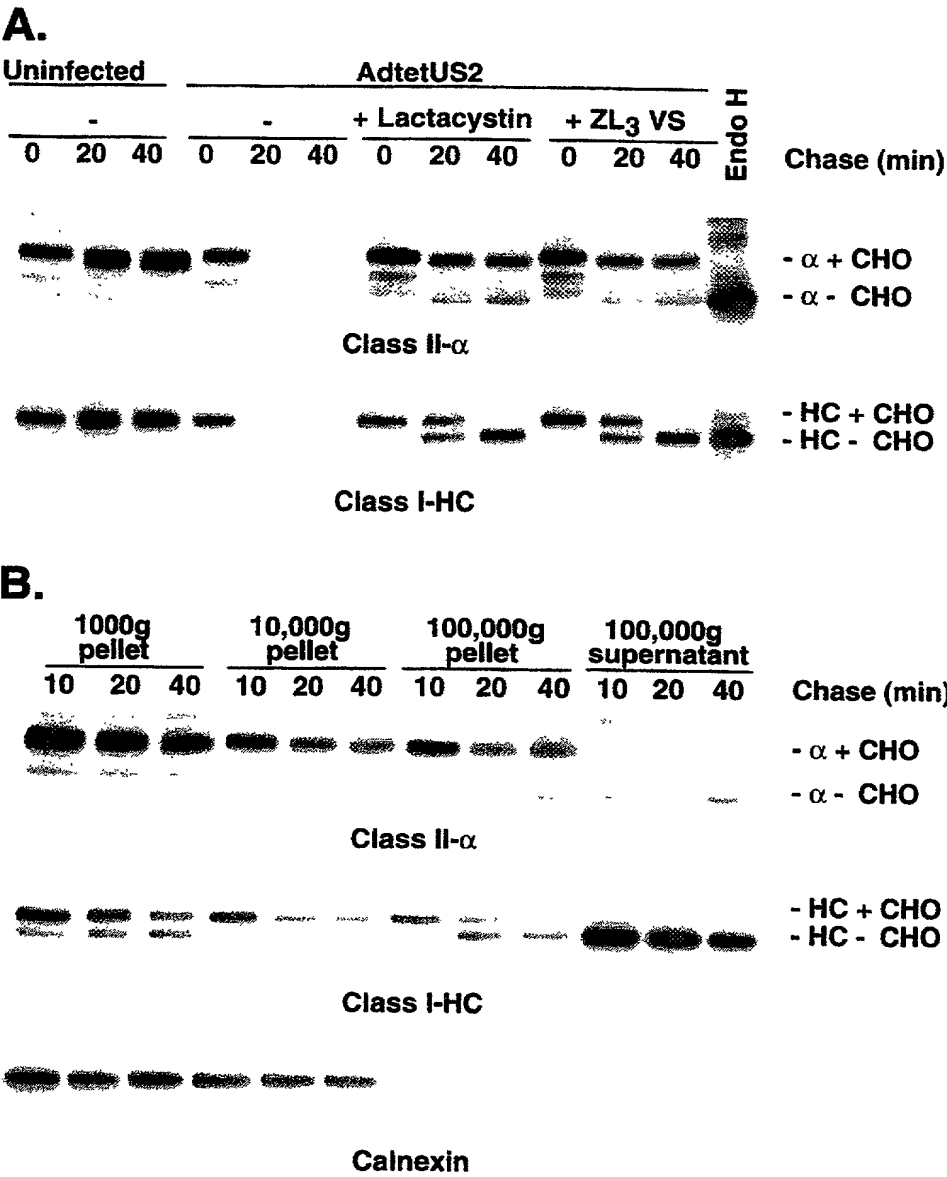 A.
Uninfected AdtetUS2
- - + Lactacystin + ZL3 VS Endo H
0 20 40 0 20 40 0 20 40 0 20 40 Chase (min)
- α + CHO
- α - CHO
Class II-α
- HC + CHO
- HC - CHO
Class I-HC
B.
1000g pellet 10,000g pellet 100,000g pellet 100,000g supernatant
10 20 40 10 20 40 10 20 40 10 20 40 Chase (min)
- α + CHO
- α - CHO
Class II-α
- HC + CHO
- HC - CHO
Class I-HC
Calnexin